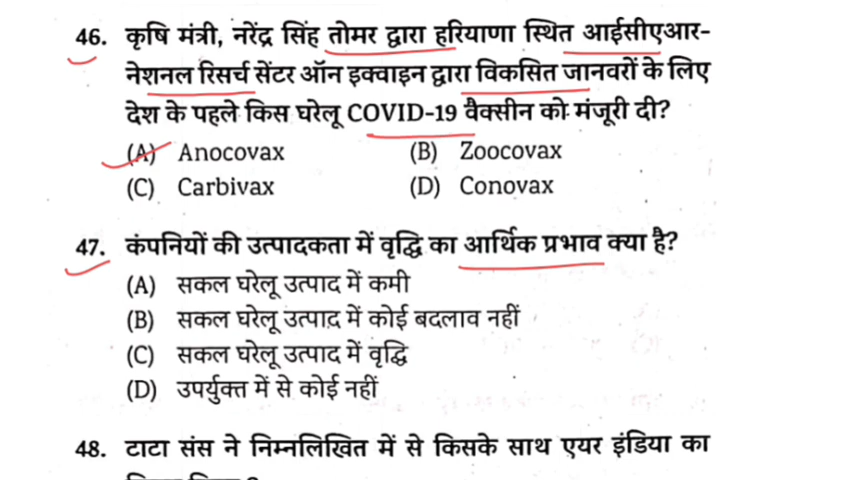 46. कृषि मंत्री, नरेंद्र सिंह तोमर द्वारा हरियाणा स्थित आईसीएआर-
नेशनल रिसर्च सेंटर ऑन इक्वाइन द्वारा विकसित जानवरों के लिए
देश के पहले किस घरेलू COVID-19 वैक्सीन को मंजूरी दी?
(A) Anocovax (B) Zoocovax
(C) Carbivax (D) Conovax
47. कंपनियों की उत्पादकता में वृद्धि का आर्थिक प्रभाव क्या है?
(A) सकल घरेलू उत्पाद में कमी
(B) सकल घरेलू उत्पाद में कोई बदलाव नहीं
(C) सकल घरेलू उत्पाद में वृद्धि
(D) उपर्युक्त में से कोई नहीं
48. टाटा संस ने निम्नलिखित में से किसके साथ एयर इंडिया का